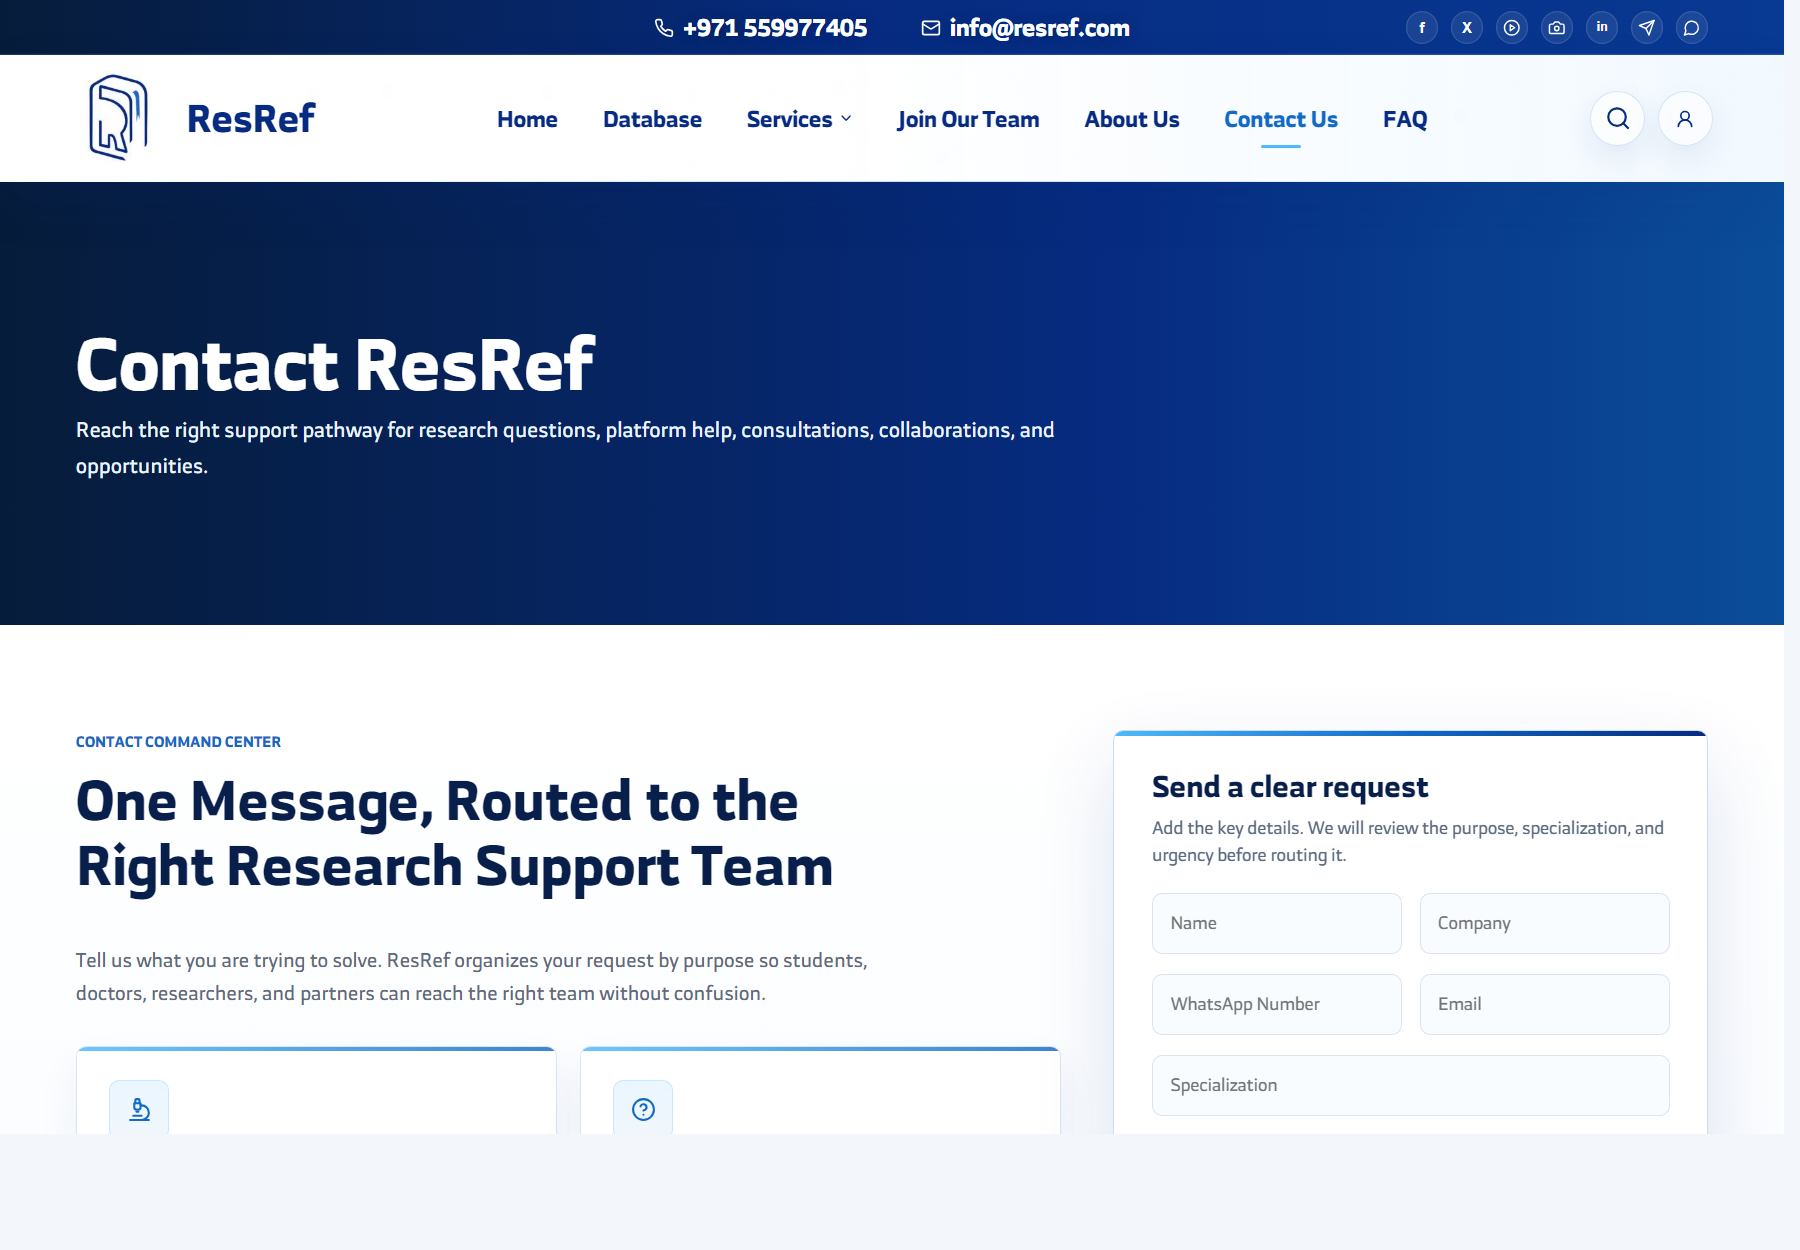 +971 559977405 info@resref.com f X in
ResRef Home Database Services Join Our Team About Us Contact Us FAQ
Contact ResRef
Reach the right support pathway for research questions, platform help, consultations, collaborations, and
opportunities.
CONTACT COMMAND CENTER
One Message, Routed to the
Right Research Support Team
Tell us what you are trying to solve. ResRef organizes your request by purpose so students,
doctors, researchers, and partners can reach the right team without confusion.
Send a clear request
Add the key details. We will review the purpose, specialization, and
urgency before routing it.
Name Company
WhatsApp Number Email
Specialization